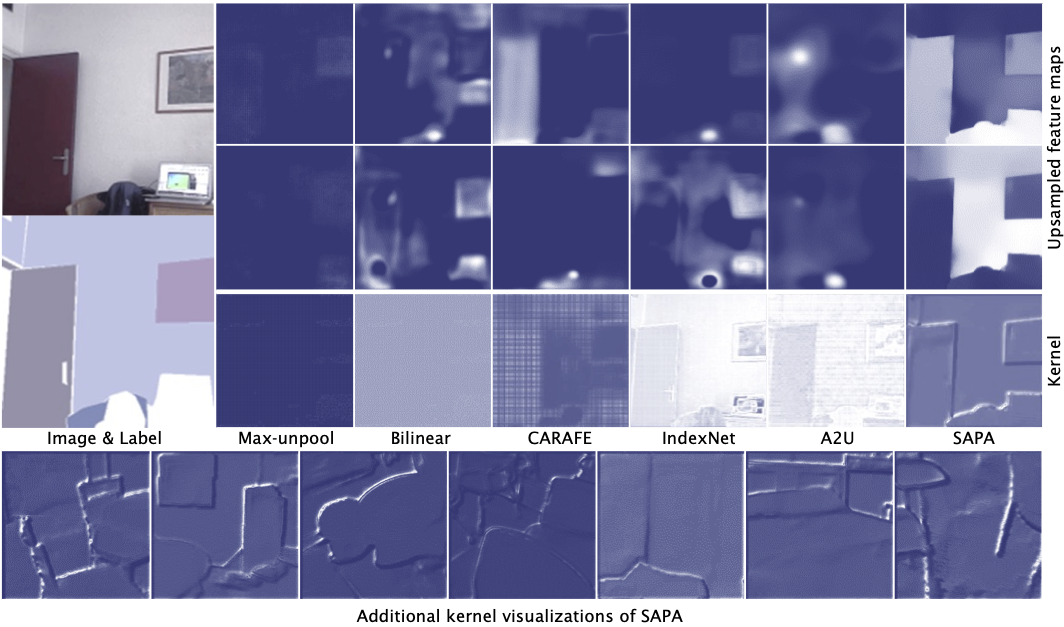 Upsampled feature maps
Kernel
Image & Label
Max-unpool
Bilinear
CARAFE
IndexNet
A2U
SAPA
Additional kernel visualizations of SAPA